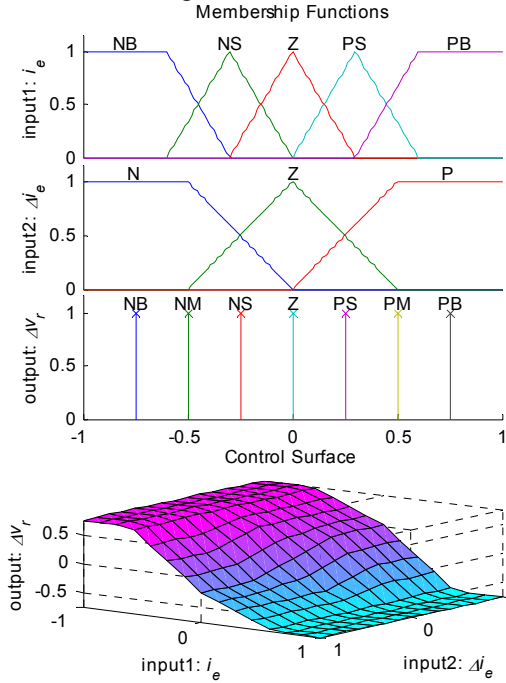 Membership Functions
NB NS Z PS PB
1
0.5
0
input1: i_e
N Z P
1
0.5
0
input2: Δi_e
NB NM NS Z PS PM PB
1
0.5
0
output: Δv_r
-1 -0.5 0 0.5 1
Control Surface
0.5
0
-0.5
output: Δv_r
-1
0
1
input1: i_e
1
0
input2: Δi_e